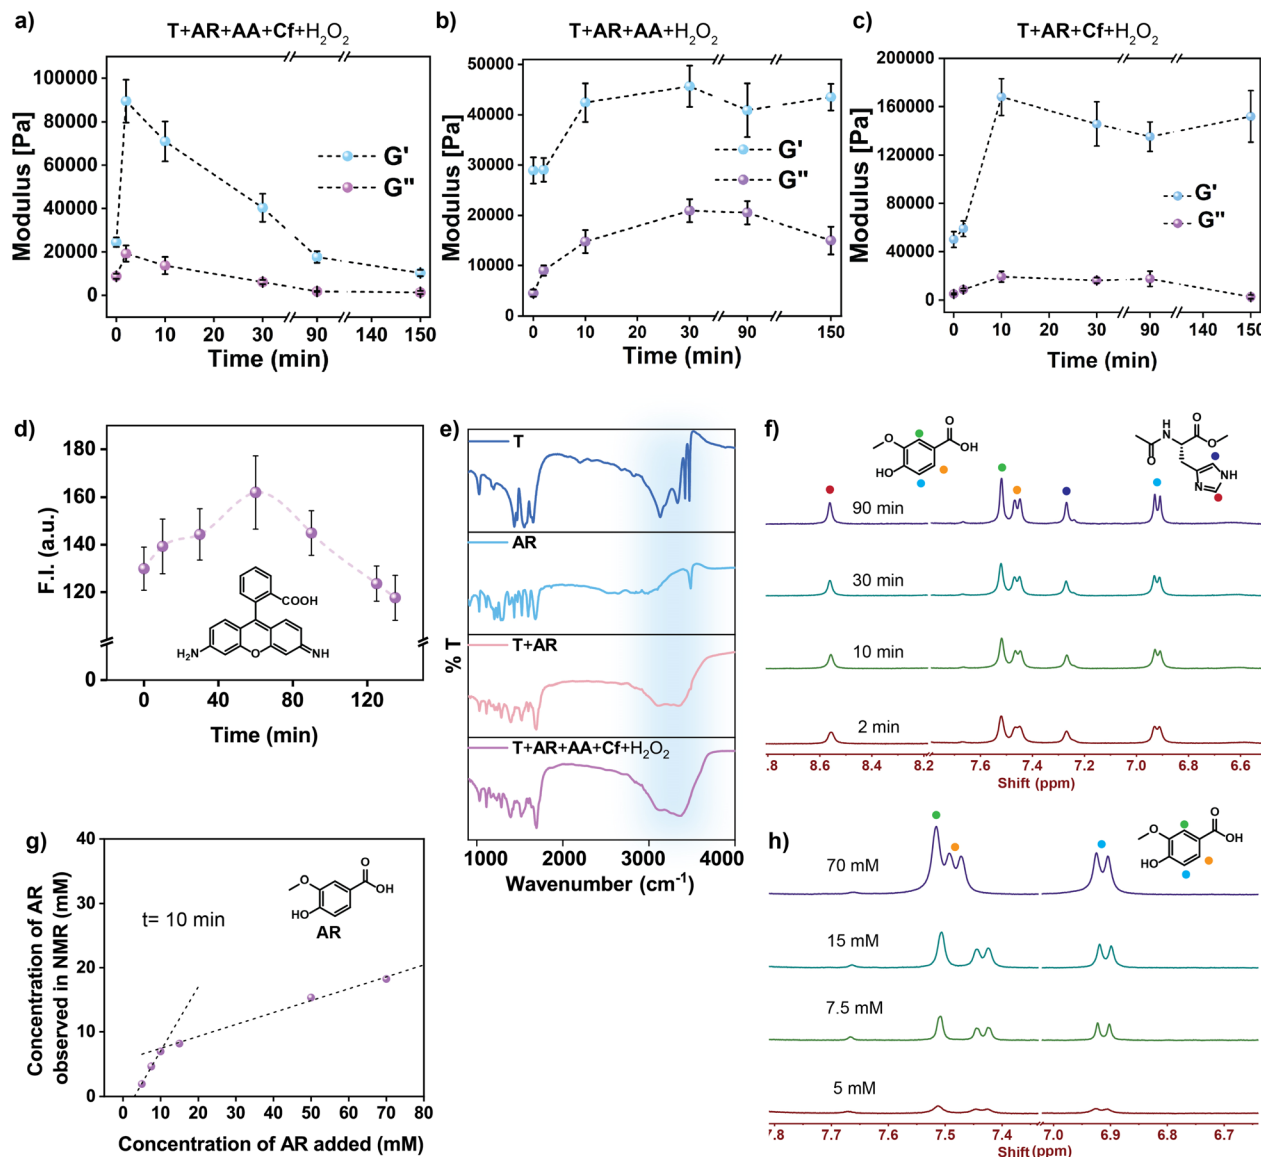 a)
T+AR+AA+Cf+H₂O₂
Modulus [Pa]
100000
80000
60000
40000
20000
0
G'
G"
0
10
20
30
90
140
150
Time (min)
b)
T+AR+AA+H₂O₂
Modulus [Pa]
50000
40000
30000
20000
10000
0
G'
G"
0
10
30
90
150
Time (min)
c)
T+AR+Cf+H₂O₂
Modulus [Pa]
200000
160000
120000
80000
40000
0
G'
G"
0
10
20
30
90
140
150
Time (min)
d)
F.I. (a.u.)
180
160
140
120
0
COOH
H₂N
O
NH
0
40
80
120
Time (min)
e)
% T
T
AR
T+AR
T+AR+AA+Cf+H₂O₂
1000
2000
3000
4000
Wavenumber (cm⁻¹)
f)
O
O
OH
HO
H
N
O
O
O
N
NH
90 min
30 min
10 min
2 min
.8
8.6
8.4
8.2
7.6
7.4
7.2
7.0
6.8
6.6
Shift (ppm)
g)
Concentration of AR
observed in NMR (mM)
40
30
20
10
0
t= 10 min
O
O
OH
HO
AR
0
10
20
30
40
50
60
70
80
Concentration of AR added (mM)
h)
O
O
OH
HO
70 mM
15 mM
7.5 mM
5 mM
7.8
7.7
7.6
7.5
7.4
7.0
6.9
6.8
6.7
Shift(ppm)